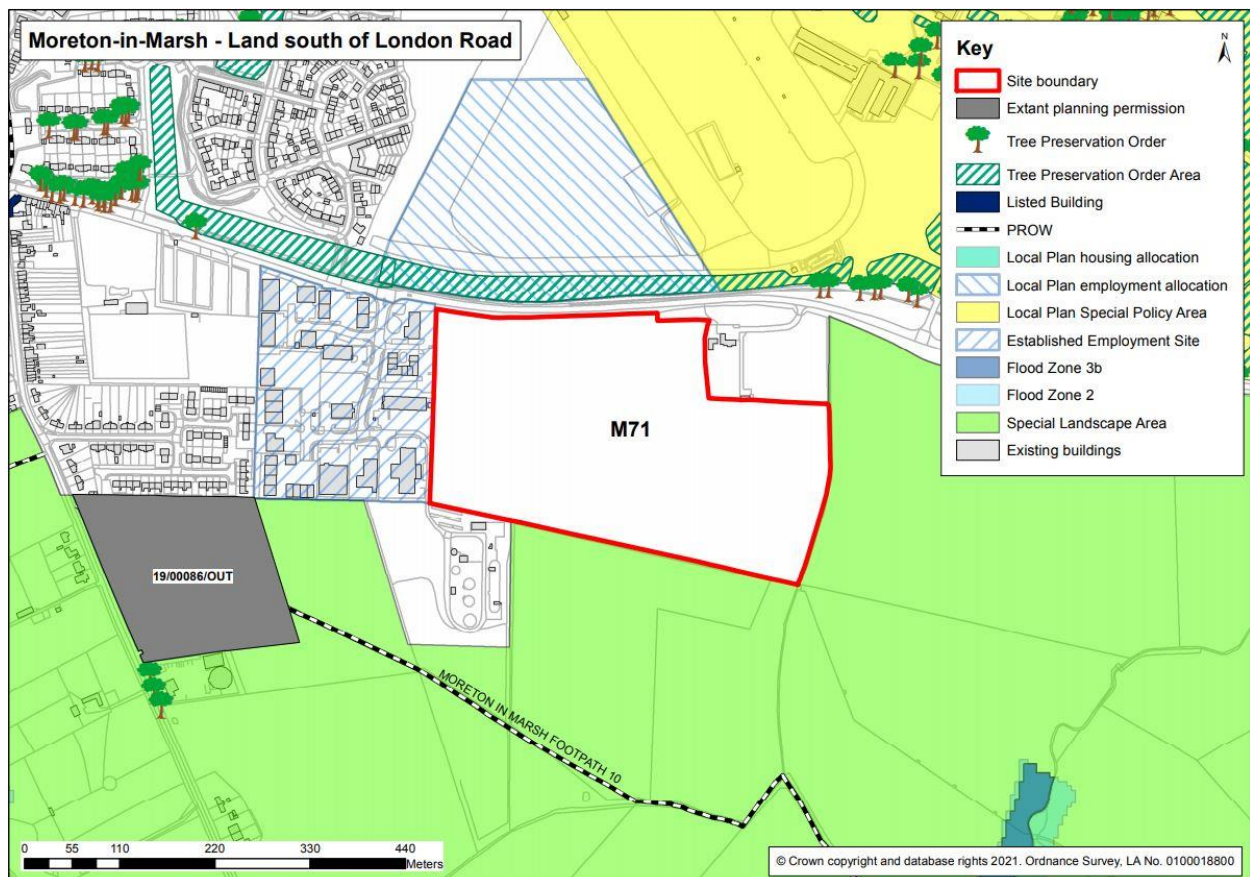 Moreton-in-Marsh - Land south of London Road
Key
N
Site boundary
Extant planning permission
Tree Preservation Order
Tree Preservation Order Area
Listed Building
PROW
Local Plan housing allocation
Local Plan employment allocation
Local Plan Special Policy Area
Established Employment Site
Flood Zone 3b
Flood Zone 2
Special Landscape Area
Existing buildings
M71
19/00086/OUT
MORETON IN MARSH FOOTPATH 10
0 55 110 220 330 440
Meters
© Crown copyright and database rights 2021. Ordnance Survey, LA No. 0100018800